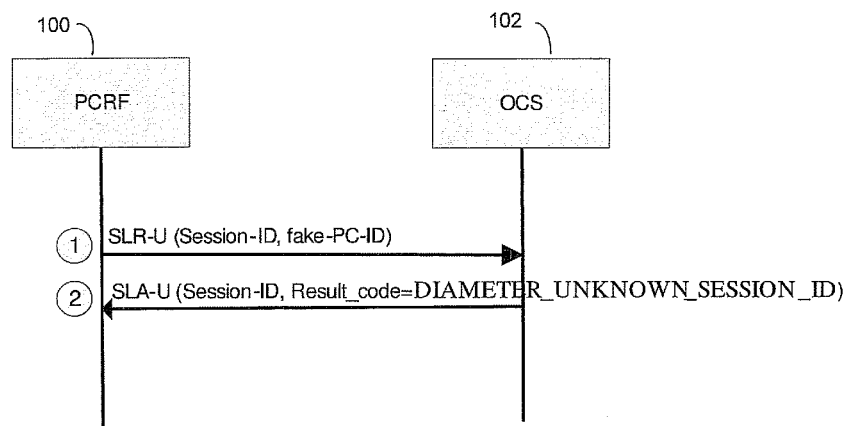 100
102
PCRF
OCS
1
SLR-U (Session-ID, fake-PC-ID)
2
SLA-U (Session-ID, Result_code=DIAMETER_UNKNOWN_SESSION_ID)